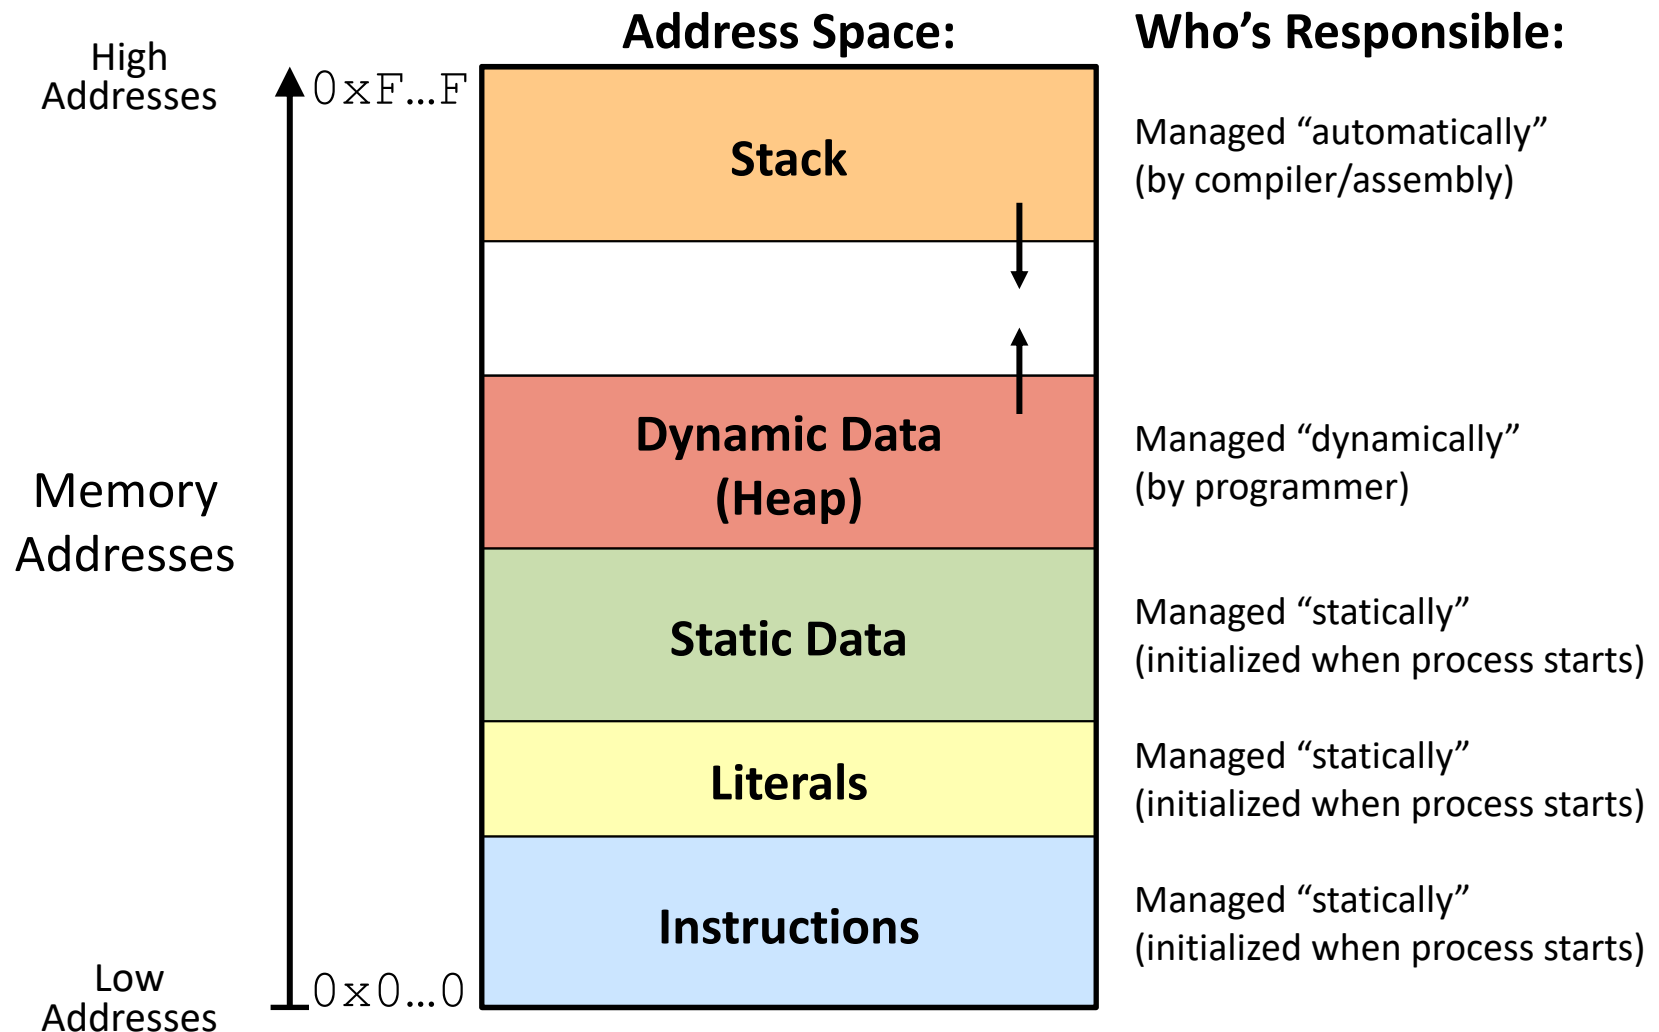 Address Space:
Who’s Responsible:
High
Addresses
0xF…F
Stack
Managed “automatically”
(by compiler/assembly)
Dynamic Data
(Heap)
Managed “dynamically”
(by programmer)
Memory
Addresses
Static Data
Managed “statically”
(initialized when process starts)
Literals
Managed “statically”
(initialized when process starts)
Instructions
Managed “statically”
(initialized when process starts)
Low
Addresses
0x0…0